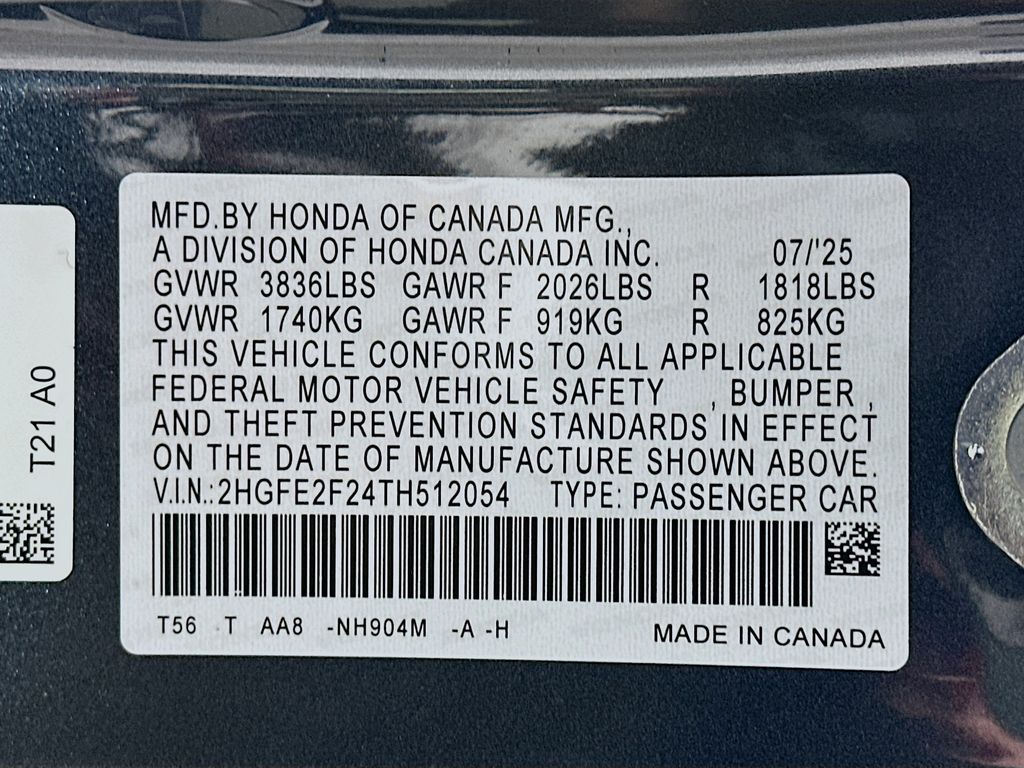 MFD.BY HONDA OF CANADA MFG.,
A DIVISION OF HONDA CANADA INC. 07/'25
GVWR 3836LBS GAWR F 2026LBS R 1818LBS
GVWR 1740KG GAWR F 919KG R 825KG
THIS VEHICLE CONFORMS TO ALL APPLICABLE
FEDERAL MOTOR VEHICLE SAFETY , BUMPER ,
AND THEFT PREVENTION STANDARDS IN EFFECT
ON THE DATE OF MANUFACTURE SHOWN ABOVE.
V.I.N.:2HGFE2F24TH512054 TYPE: PASSENGER CAR
T56 T AA8 -NH904M -A -H MADE IN CANADA
T21 A0